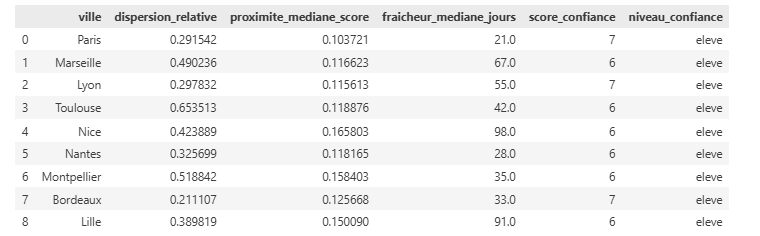 ville dispersion_relative proximite_mediane_score fraicheur_mediane_jours score_confiance niveau_confiance
0 Paris 0.291542 0.103721 21.0 7 eleve
1 Marseille 0.490236 0.116623 67.0 6 eleve
2 Lyon 0.297832 0.115613 55.0 7 eleve
3 Toulouse 0.653513 0.118876 42.0 6 eleve
4 Nice 0.423889 0.165803 98.0 6 eleve
5 Nantes 0.325699 0.118165 28.0 6 eleve
6 Montpellier 0.518842 0.158403 35.0 6 eleve
7 Bordeaux 0.211107 0.125668 33.0 7 eleve
8 Lille 0.389819 0.150090 91.0 6 eleve